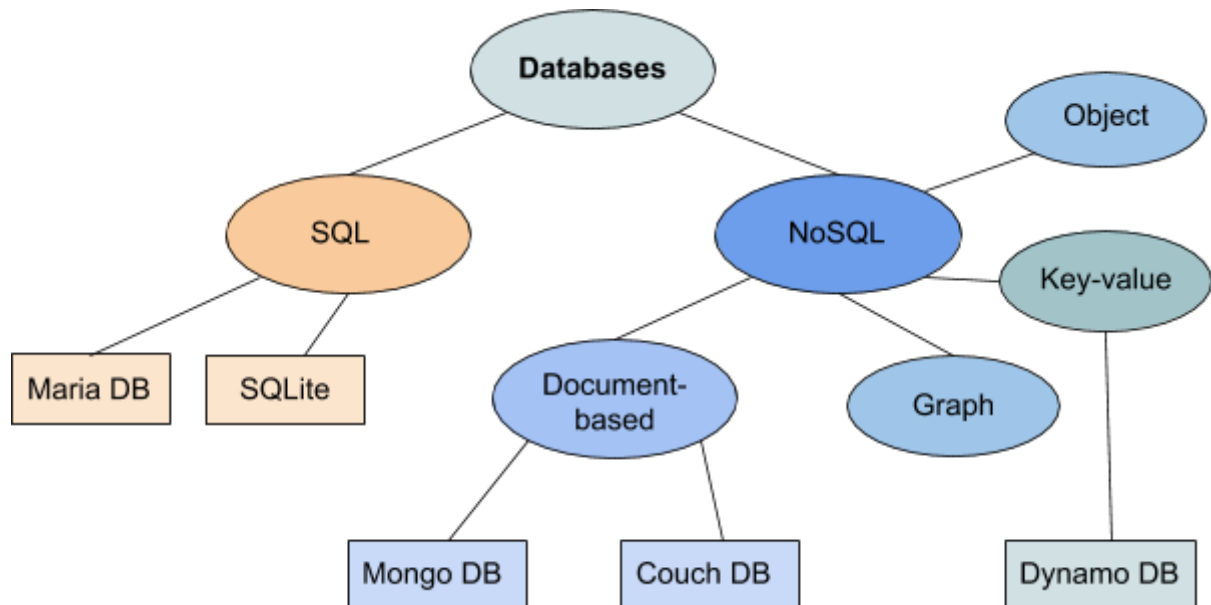 Databases
Object
SQL
NoSQL
Key-value
Maria DB
SQLite
Document-
based
Graph
Mongo DB
Couch DB
Dynamo DB